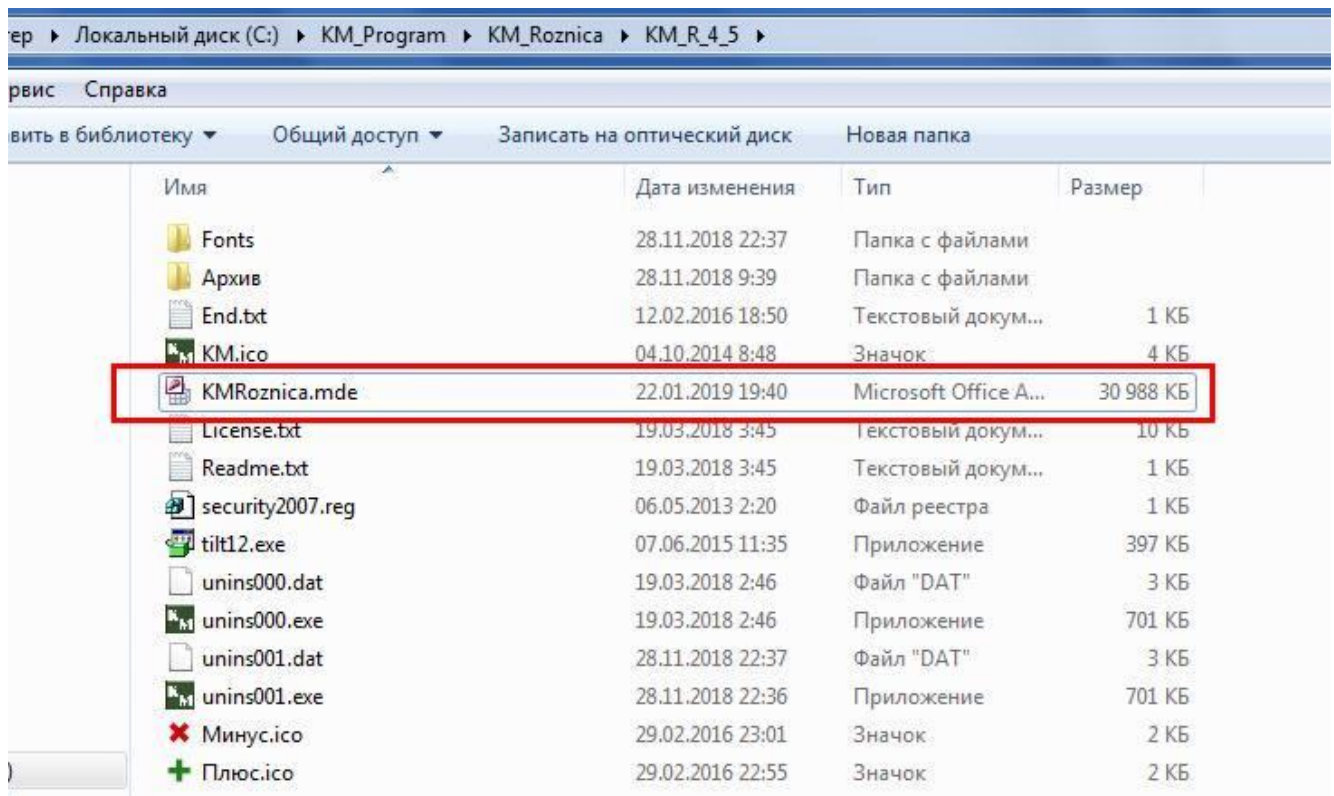 тер ▸ Локальный диск (C:) ▸ KM_Program ▸ KM_Roznica ▸ KM_R_4_5 ▸
рвис Справка
вить в библиотеку ▼ Общий доступ ▼ Записать на оптический диск Новая папка
Имя Дата изменения Тип Размер
Fonts 28.11.2018 22:37 Папка с файлами
Архив 28.11.2018 9:39 Папка с файлами
End.txt 12.02.2016 18:50 Текстовый докум... 1 КБ
KM.ico 04.10.2014 8:48 Значок 4 КБ
KMRoznica.mde 22.01.2019 19:40 Microsoft Office A... 30 988 КБ
License.txt 19.03.2018 3:45 Текстовый докум... 10 КБ
Readme.txt 19.03.2018 3:45 Текстовый докум... 1 КБ
security2007.reg 06.05.2013 2:20 Файл реестра 1 КБ
tilt12.exe 07.06.2015 11:35 Приложение 397 КБ
unins000.dat 19.03.2018 2:46 Файл "DAT" 3 КБ
unins000.exe 19.03.2018 2:46 Приложение 701 КБ
unins001.dat 28.11.2018 22:37 Файл "DAT" 3 КБ
unins001.exe 28.11.2018 22:36 Приложение 701 КБ
Минус.ico 29.02.2016 23:01 Значок 2 КБ
) Плюс.ico 29.02.2016 22:55 Значок 2 КБ